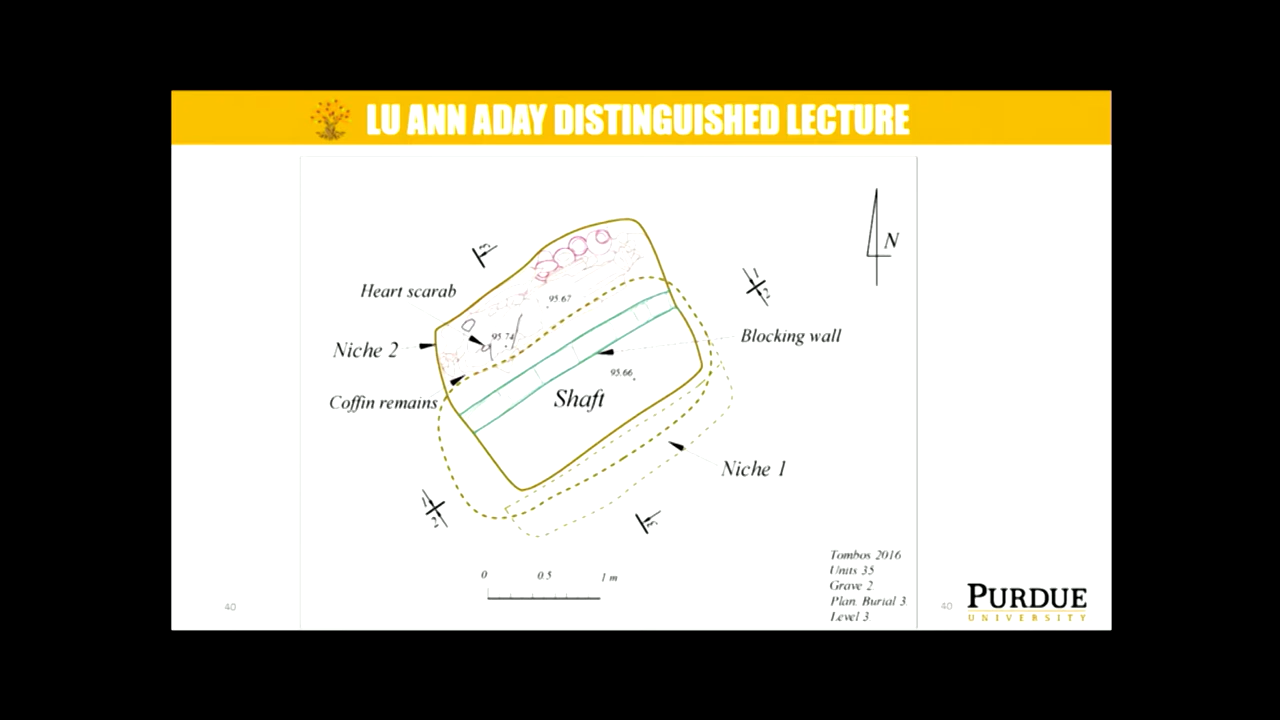 LU ANN ADAY DISTINGUISHED LECTURE
N
Heart scarab
95.67
Niche 2
95.74
Blocking wall
95.66
Coffin remains
Shaft
Niche 1
0 0.5 1 m
Tombos 2016
Units 35
Grave 2
Plan. Burial 3
Level 3
40
40
PURDUE
UNIVERSITY